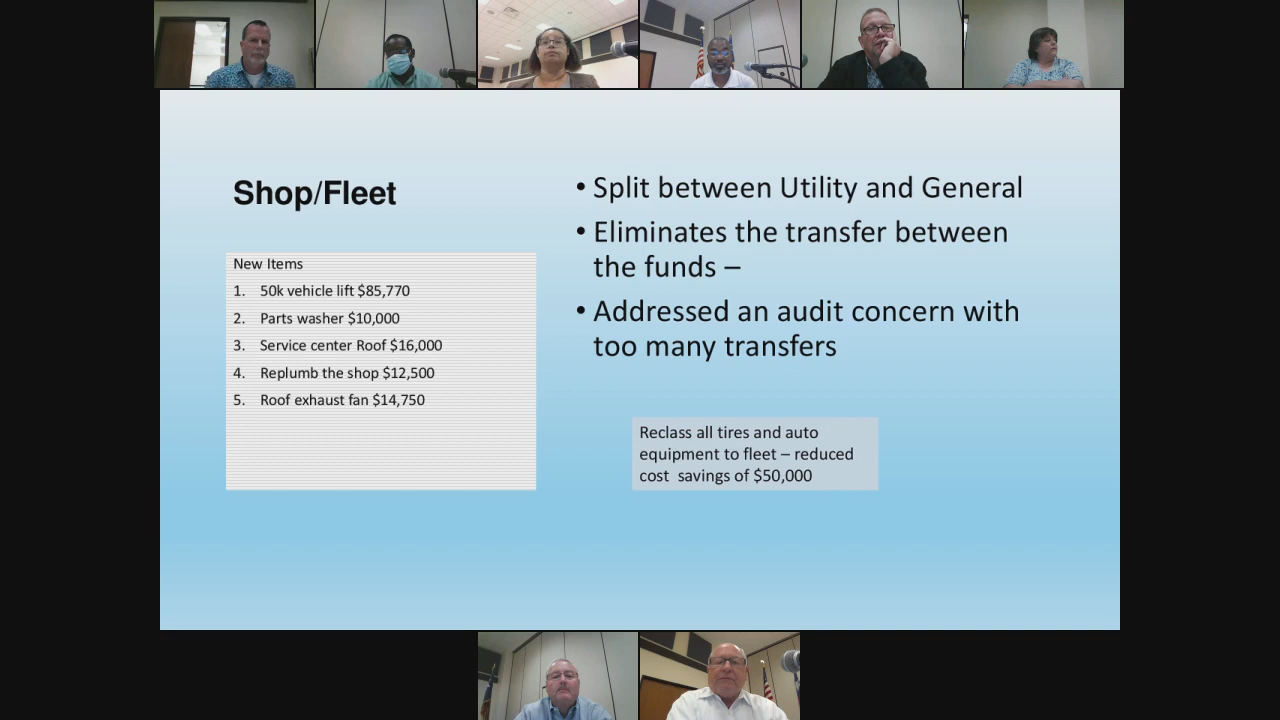 Shop/Fleet
New Items
1. 50k vehicle lift $85,770
2. Parts washer $10,000
3. Service center Roof $16,000
4. Replumb the shop $12,500
5. Roof exhaust fan $14,750
• Split between Utility and General
• Eliminates the transfer between
the funds –
• Addressed an audit concern with
too many transfers
Reclass all tires and auto
equipment to fleet – reduced
cost  savings of $50,000